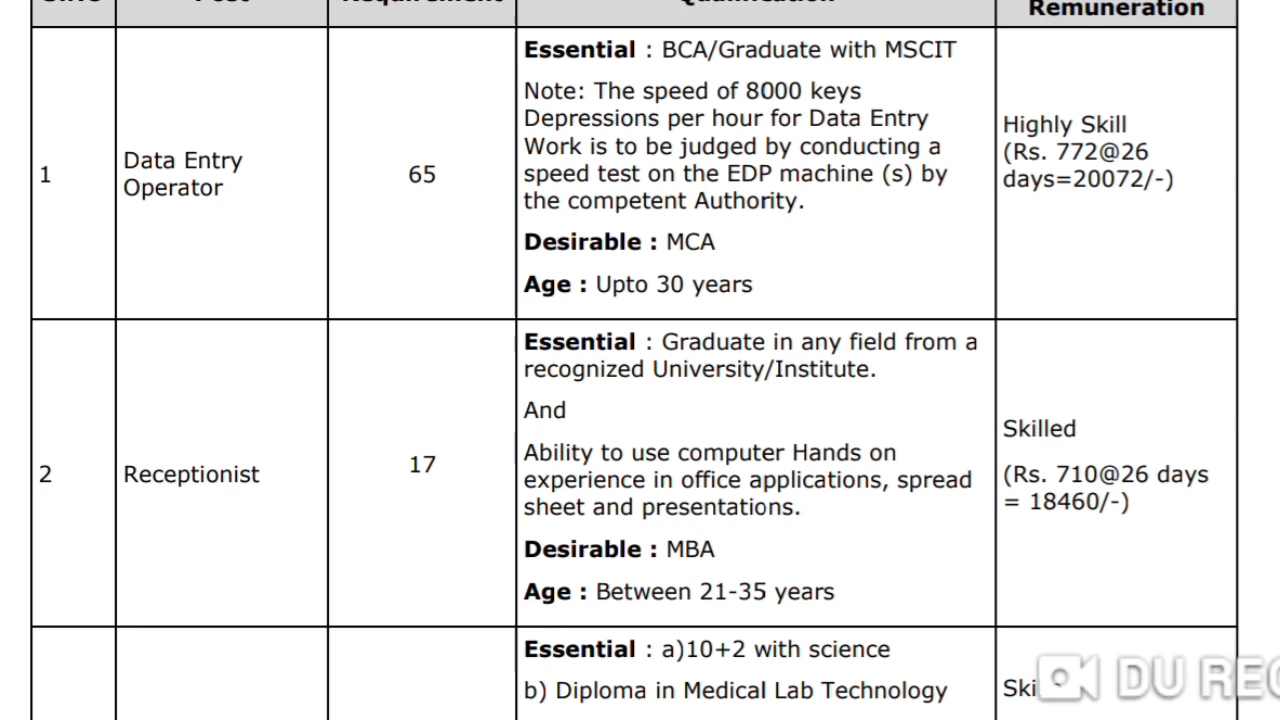 Remuneration
1
Data Entry
Operator
65
Essential : BCA/Graduate with MSCIT
Note: The speed of 8000 keys
Depressions per hour for Data Entry
Work is to be judged by conducting a
speed test on the EDP machine (s) by
the competent Authority.
Desirable : MCA
Age : Upto 30 years
Highly Skill
(Rs. 772@26
days=20072/-)
2
Receptionist
17
Essential : Graduate in any field from a
recognized University/Institute.
And
Ability to use computer Hands on
experience in office applications, spread
sheet and presentations.
Desirable : MBA
Age : Between 21-35 years
Skilled
(Rs. 710@26 days
= 18460/-)
Essential : a)10+2 with science
b) Diploma in Medical Lab Technology
DU REC